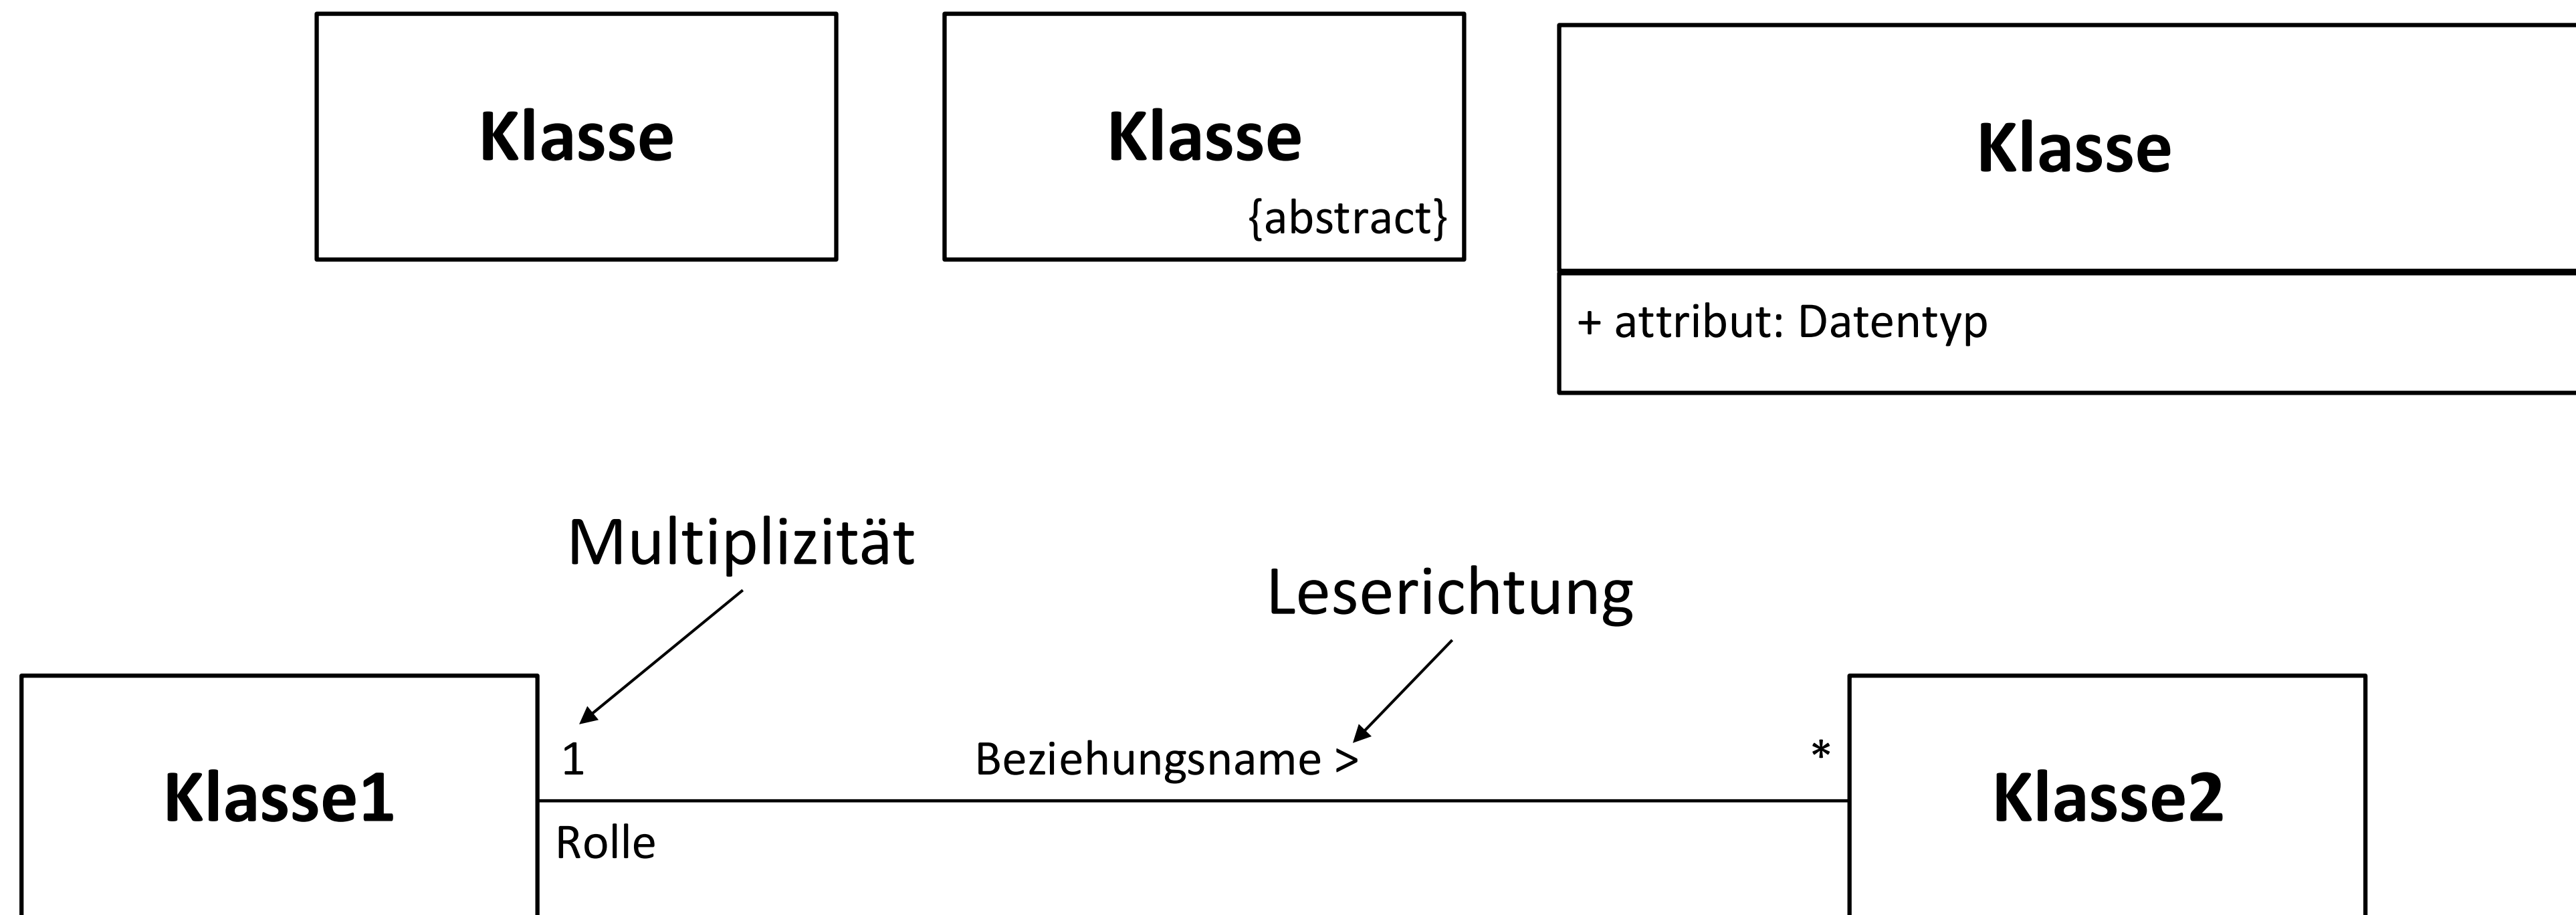 Klasse
Klasse
{abstract}
Klasse
+ attribut: Datentyp
Multiplizität
Leserichtung
Klasse1
1
Beziehungsname >
*
Klasse2
Rolle